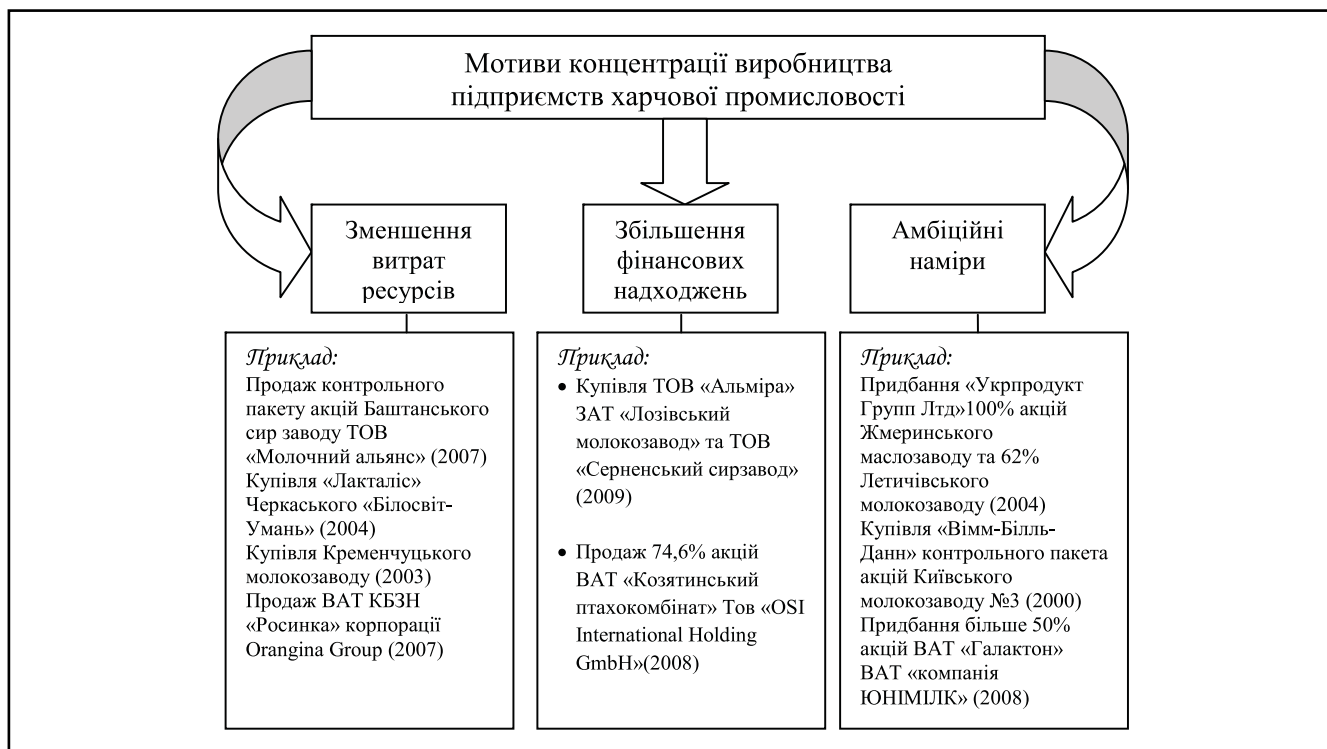 Мотиви концентрації виробництва
підприємств харчової промисловості
Зменшення
витрат
ресурсів
Збільшення
фінансових
надходжень
Амбіційні
наміри
Приклад:
Продаж контрольного
пакету акцій Баштанського
сир заводу ТОВ
«Молочний альянс» (2007)
Купівля «Лакталіс»
Черкаського «Білосвіт-
Умань» (2004)
Купівля Кременчуцького
молокозаводу (2003)
Продаж ВАТ КБЗН
«Росинка» корпорації
Orangina Group (2007)
Приклад:
• Купівля ТОВ «Альміра»
ЗАТ «Лозівський
молокозавод» та ТОВ
«Серненський сирзавод»
(2009)
• Продаж 74,6% акцій
ВАТ «Козятинський
птахокомбінат» Тов «OSI
International Holding
GmbH»(2008)
Приклад:
Придбання «Укрпродукт
Групп Лтд»100% акцій
Жмеринського
маслозаводу та 62%
Летичівського
молокозаводу (2004)
Купівля «Вімм-Білль-
Данн» контрольного пакета
акцій Київського
молокозаводу №3 (2000)
Придбання більше 50%
акцій ВАТ «Галактон»
ВАТ «компанія
ЮНІМІЛК» (2008)